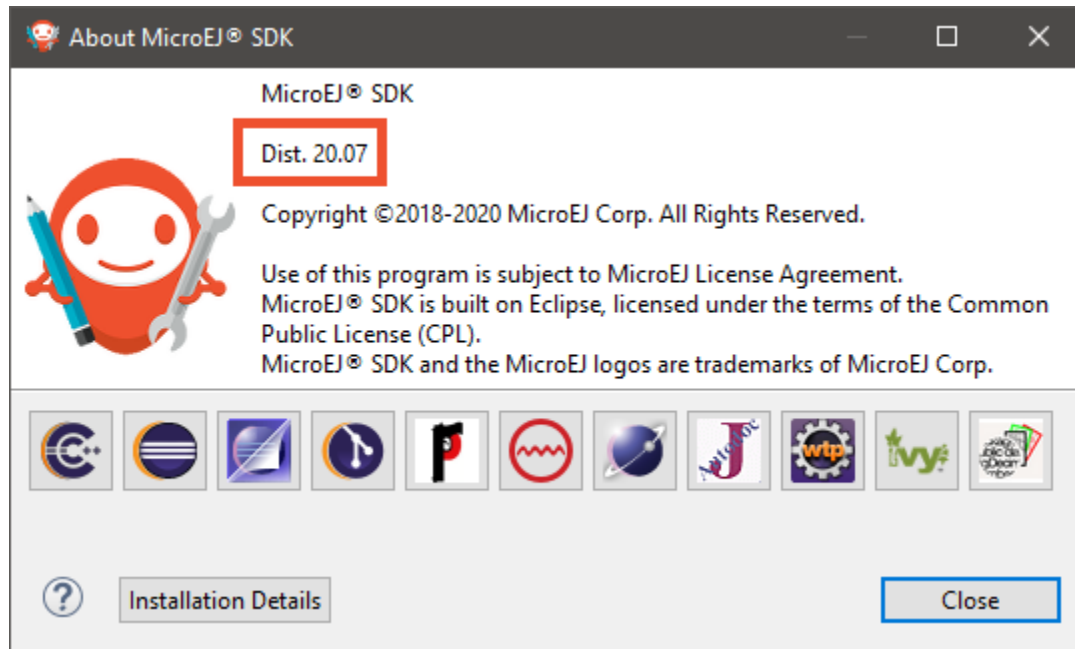 About MicroEJ® SDK
MicroEJ® SDK
Dist. 20.07
Copyright ©2018-2020 MicroEJ Corp. All Rights Reserved.
Use of this program is subject to MicroEJ License Agreement.
MicroEJ® SDK is built on Eclipse, licensed under the terms of the Common
Public License (CPL).
MicroEJ® SDK and the MicroEJ logos are trademarks of MicroEJ Corp.
J
wtp
ivy
?
Installation Details
Close